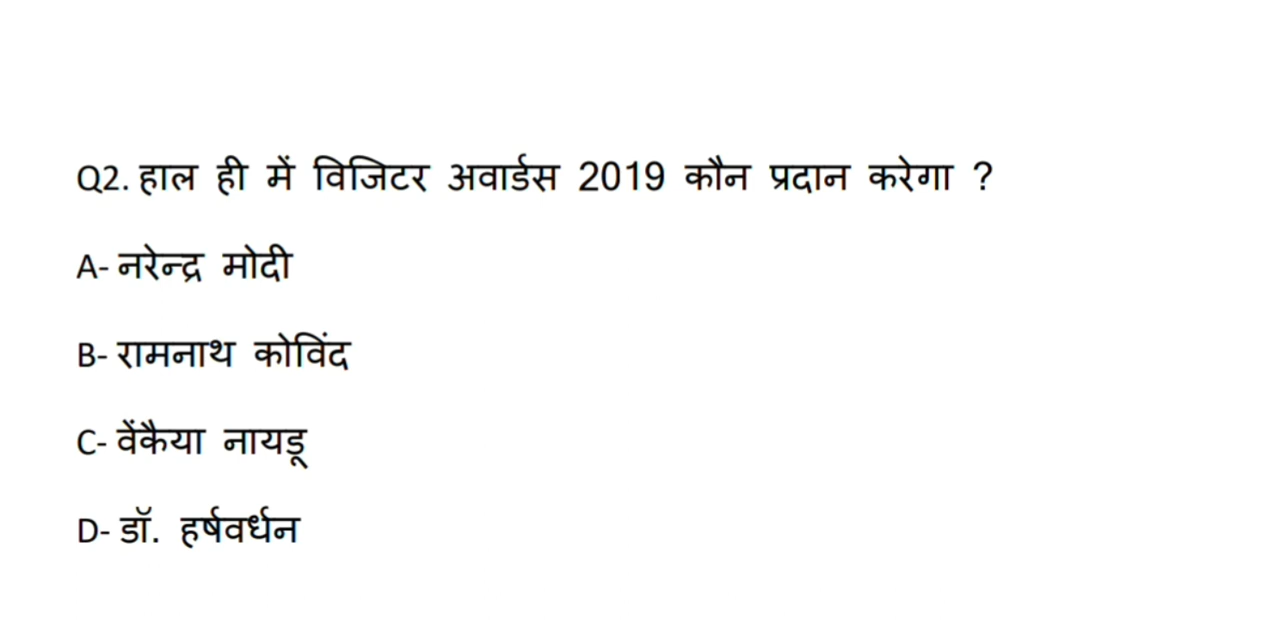 Q2. हाल ही में विजिटर अवार्डस 2019 कौन प्रदान करेगा ?
A- नरेन्द्र मोदी
B- रामनाथ कोविंद
C- वेंकैया नायडू
D- डॉ. हर्षवर्धन